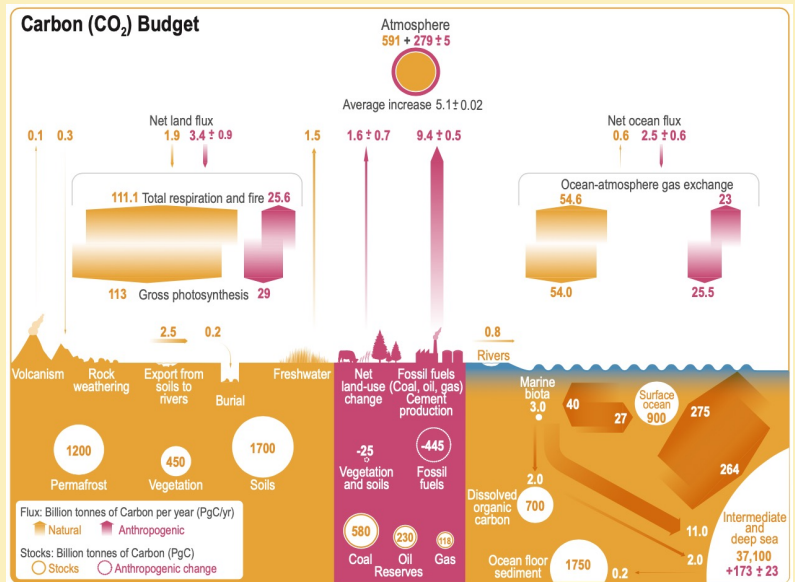 Carbon (CO₂) Budget
Atmosphere
591 + 279 ± 5
Average increase 5.1 ± 0.02
Net land flux
Net ocean flux
0.1
0.3
1.9
3.4 ± 0.9
1.5
1.6 ± 0.7
9.4 ± 0.5
0.6
2.5 ± 0.6
111.1 Total respiration and fire 25.6
Ocean-atmosphere gas exchange
54.6
23
113 Gross photosynthesis 29
54.0
25.5
2.5
0.2
0.8
Rivers
Volcanism
Rock
weathering
Export from
soils to
rivers
Burial
Freshwater
Net
land-use
change
Fossil fuels
(Coal, oil, gas)
Cement
production
Marine
biota
3.0
40
27
Surface
ocean
900
275
264
1200
Permafrost
450
Vegetation
1700
Soils
-25
Vegetation
and soils
-445
Fossil
fuels
2.0
Dissolved
organic
carbon
700
11.0
2.0
Intermediate
and deep sea
37,100
+173 ± 23
Flux: Billion tonnes of Carbon per year (PgC/yr)
Natural
Anthropogenic
Stocks: Billion tonnes of Carbon (PgC)
Stocks
Anthropogenic change
580
Coal
230
Oil
118
Gas
Reserves
Ocean floor
sediment
1750
0.2